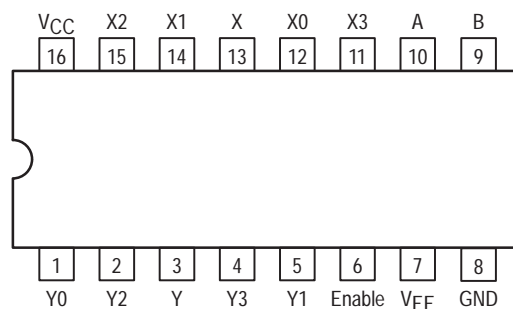 VCC X2 X1 X X0 X3 A B
16 15 14 13 12 11 10 9
1 2 3 4 5 6 7 8
Y0 Y2 Y Y3 Y1 Enable VEE GND